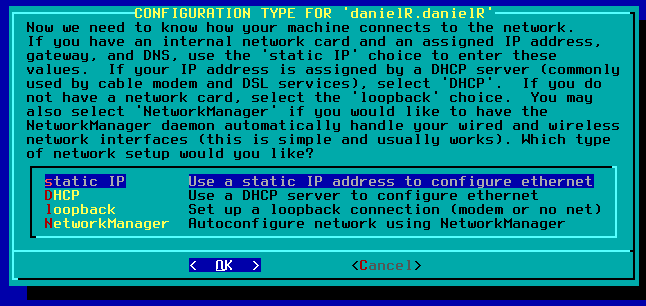 CONFIGURATION TYPE FOR 'danielR.danielR'
Now we need to know how your machine connects to the network.
If you have an internal network card and an assigned IP address,
gateway, and DNS, use the 'static IP' choice to enter these
values.  If your IP address is assigned by a DHCP server (commonly
used by cable modem and DSL services), select 'DHCP'.  If you do
not have a network card, select the 'loopback' choice.  You may
also select 'NetworkManager' if you would like to have the
NetworkManager daemon automatically handle your wired and wireless
network interfaces (this is simple and usually works). Which type
of network setup would you like?
static IP Use a static IP address to configure ethernet
DHCP Use a DHCP server to configure ethernet
loopback Set up a loopback connection (modem or no net)
NetworkManager Autoconfigure network using NetworkManager
< OK > <Cancel>